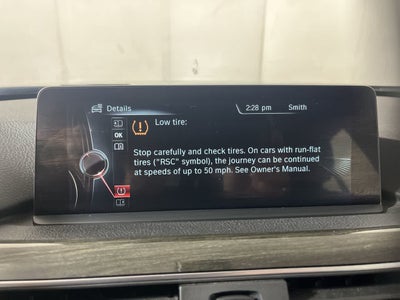 Details
2:28 pm
Smith
Low tire:
OK
Stop carefully and check tires. On cars with run-flat
tires ("RSC" symbol), the journey can be continued
at speeds of up to 50 mph. See Owner's Manual.